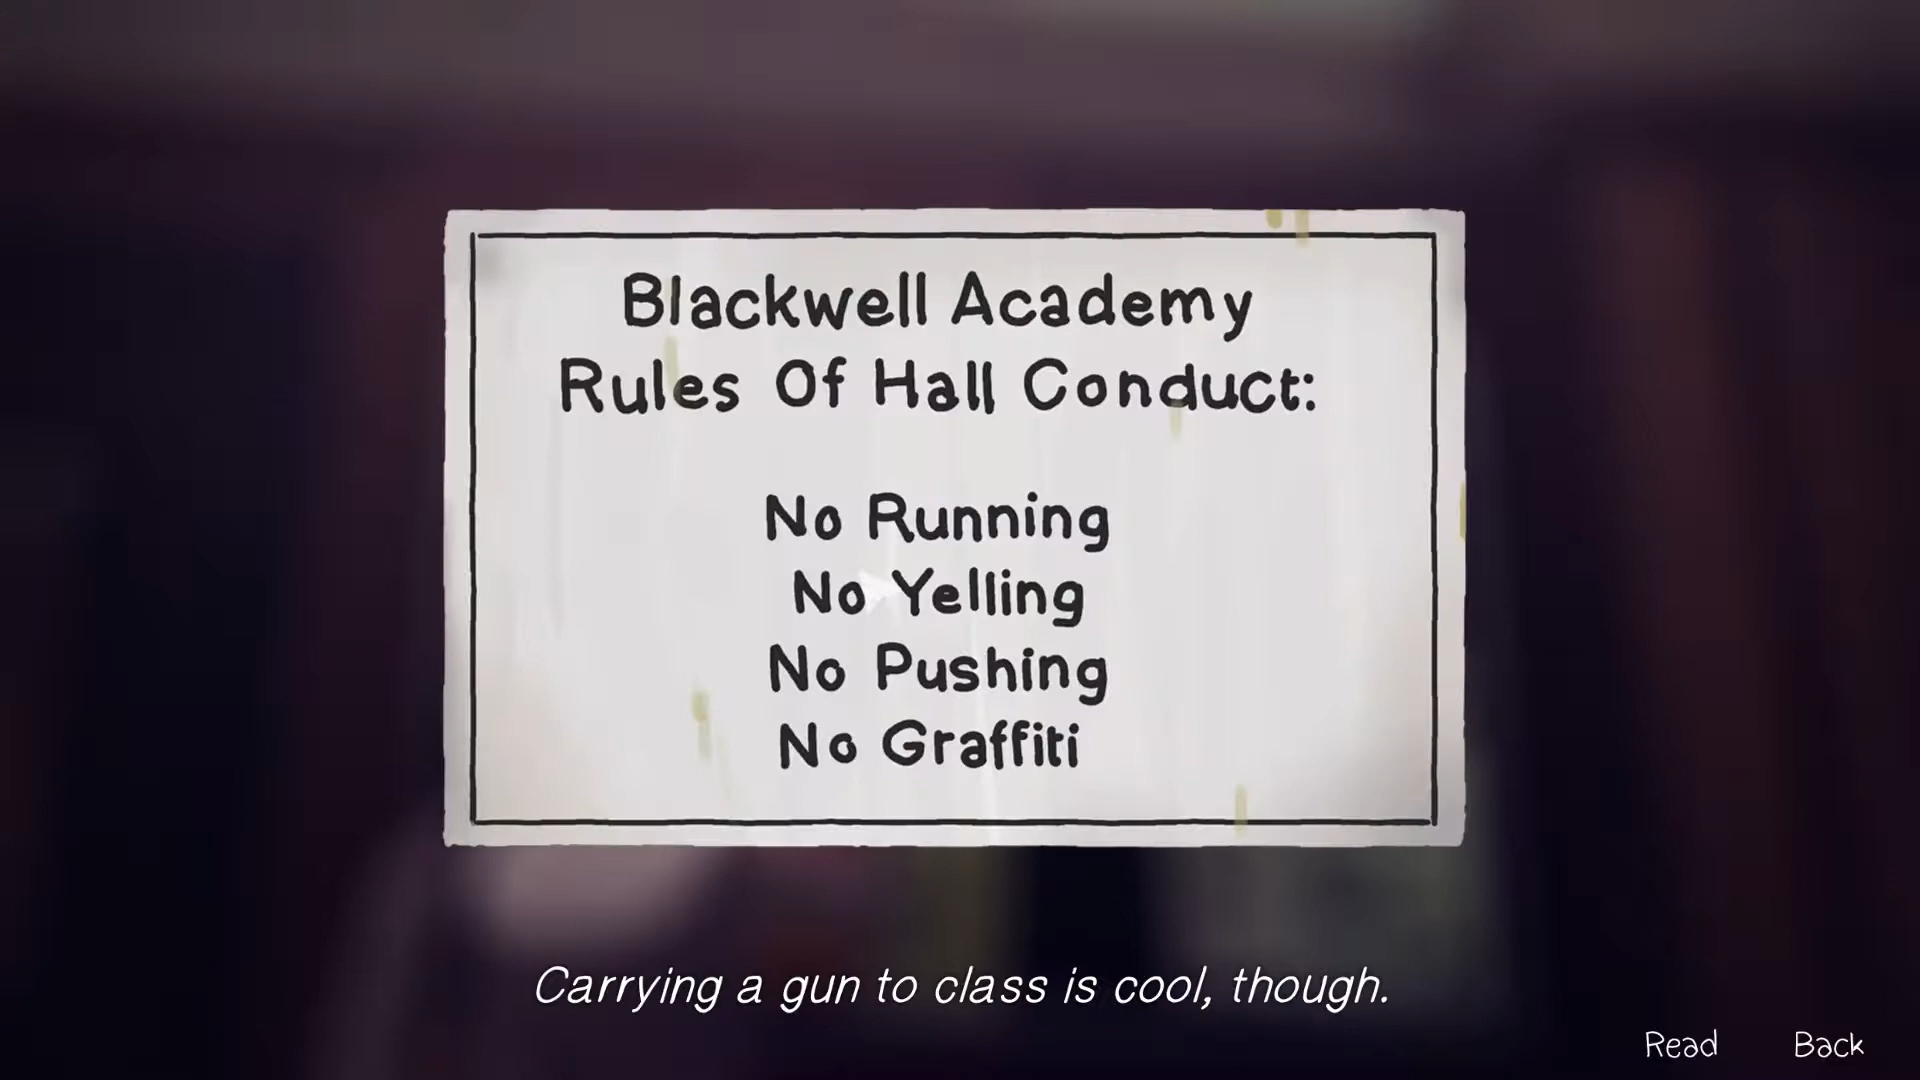 Blackwell Academy
Rules Of Hall Conduct:
No Running
No Yelling
No Pushing
No Graffiti
Carrying a gun to class is cool, though.
Read Back